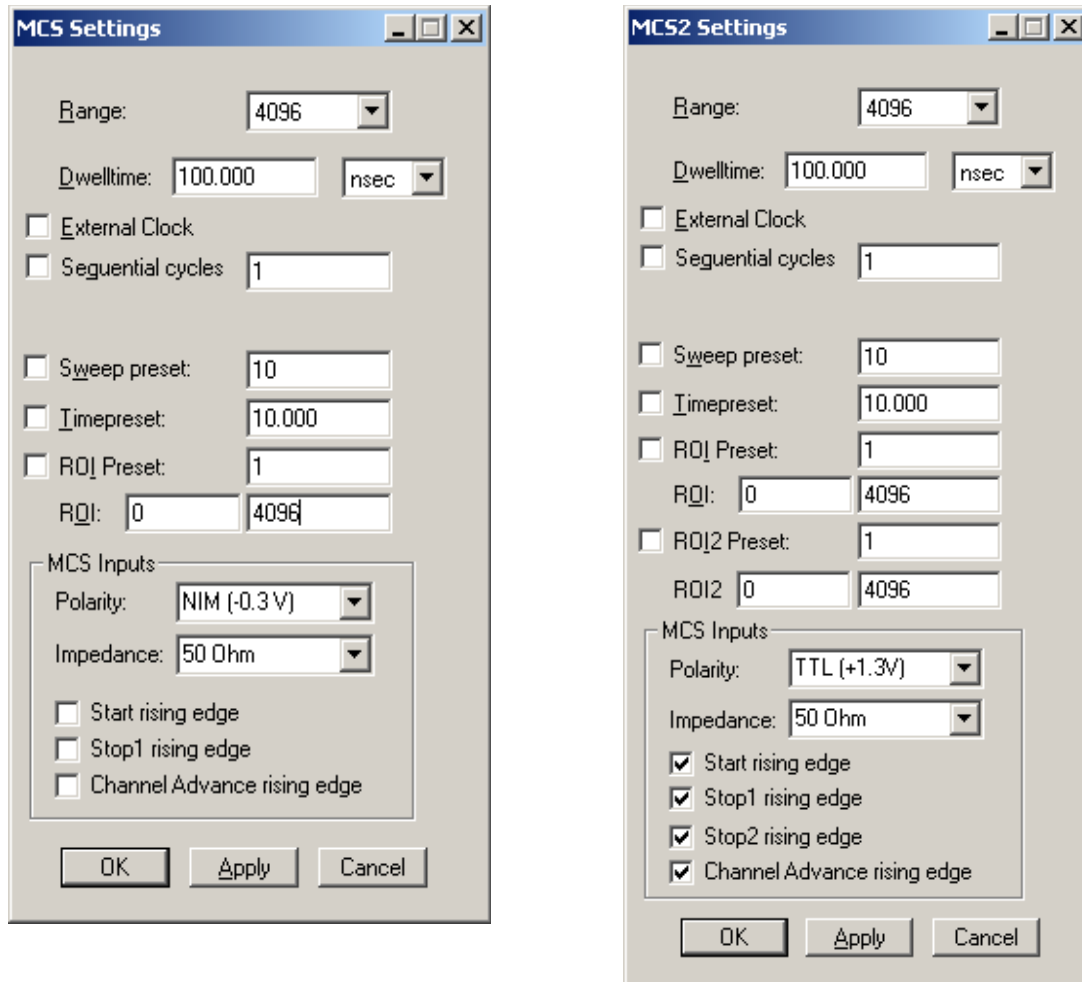 MCS Settings
Range: 4096
Dwelltime: 100.000 nsec
External Clock
Seguential cycles 1
Sweep preset: 10
Timepreset: 10.000
ROI Preset: 1
ROI: 0 4096
MCS Inputs
Polarity: NIM (-0.3 V)
Impedance: 50 Ohm
Start rising edge
Stop1 rising edge
Channel Advance rising edge
OK Apply Cancel
MCS2 Settings
Range: 4096
Dwelltime: 100.000 nsec
External Clock
Seguential cycles 1
Sweep preset: 10
Timepreset: 10.000
ROI Preset: 1
ROI: 0 4096
ROI2 Preset: 1
ROI2 0 4096
MCS Inputs
Polarity: TTL (+1.3V)
Impedance: 50 Ohm
Start rising edge
Stop1 rising edge
Stop2 rising edge
Channel Advance rising edge
OK Apply Cancel